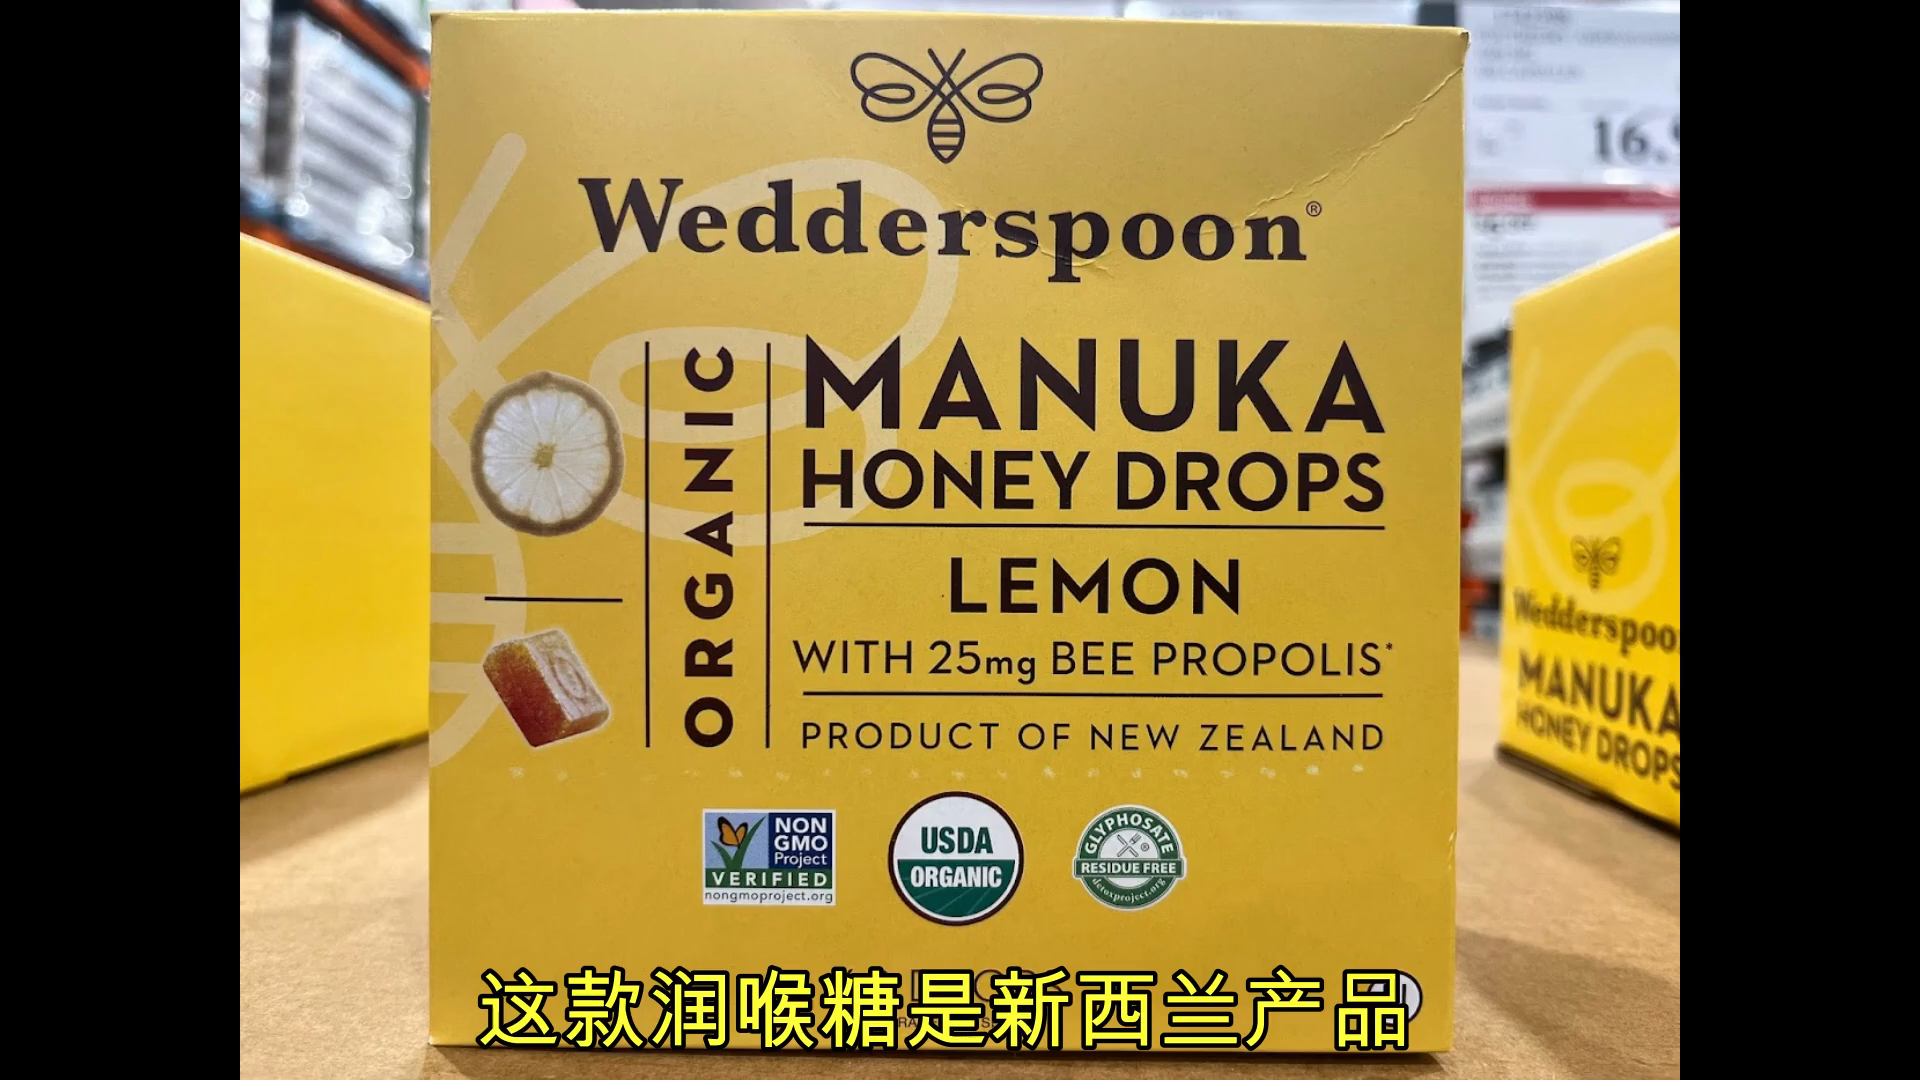 Wedderspoon®
ORGANIC
MANUKA
HONEY DROPS
LEMON
WITH 25mg BEE PROPOLIS*
PRODUCT OF NEW ZEALAND
NON
GMO
Project
VERIFIED
nongmoproject.org
USDA
ORGANIC
GLYPHOSATE
RESIDUE FREE
detoxproject.org
这款润喉糖是新西兰产品
16.
Wedderspoo
MANUKA
HONEY DROPS